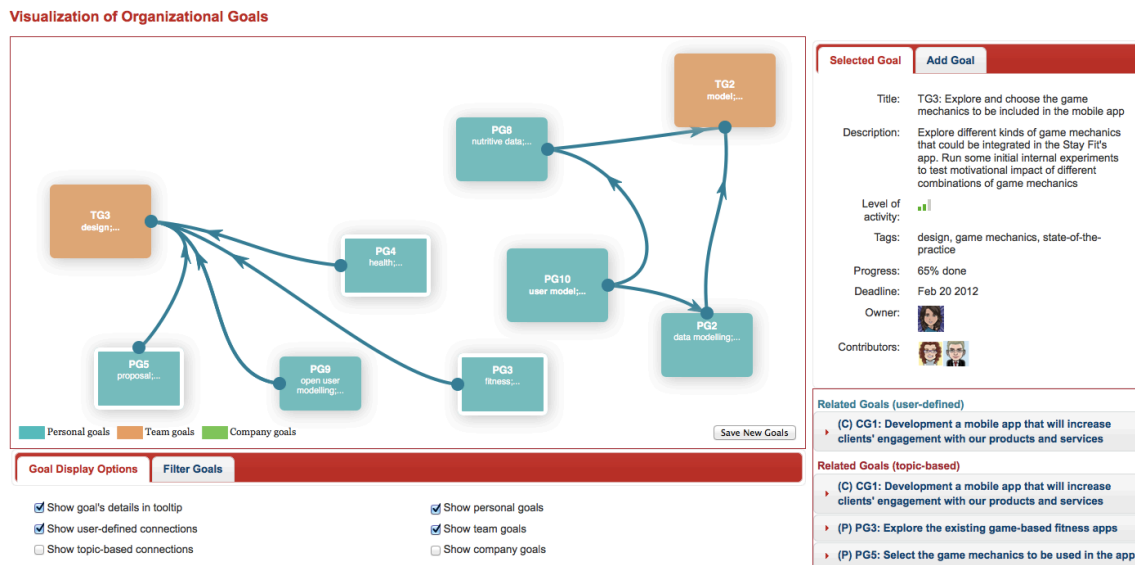 Visualization of Organizational Goals
TG2
model;...
PG8
nutritive data;...
TG3
design;...
PG4
health;...
PG10
user model;...
PG2
data modelling;...
PG5
proposal;...
PG9
open user
modelling;...
PG3
fitness;...
Personal goals
Team goals
Company goals
Save New Goals
Goal Display Options
Filter Goals
Show goal's details in tooltip
Show user-defined connections
Show topic-based connections
Show personal goals
Show team goals
Show company goals
Selected Goal
Add Goal
Title: TG3: Explore and choose the game
mechanics to be included in the mobile app
Description: Explore different kinds of game mechanics
that could be integrated in the Stay Fit's
app. Run some initial internal experiments
to test motivational impact of different
combinations of game mechanics
Level of
activity:
Tags: design, game mechanics, state-of-the-
practice
Progress: 65% done
Deadline: Feb 20 2012
Owner:
Contributors:
Related Goals (user-defined)
(C) CG1: Development a mobile app that will increase
clients' engagement with our products and services
Related Goals (topic-based)
(C) CG1: Development a mobile app that will increase
clients' engagement with our products and services
(P) PG3: Explore the existing game-based fitness apps
(P) PG5: Select the game mechanics to be used in the app